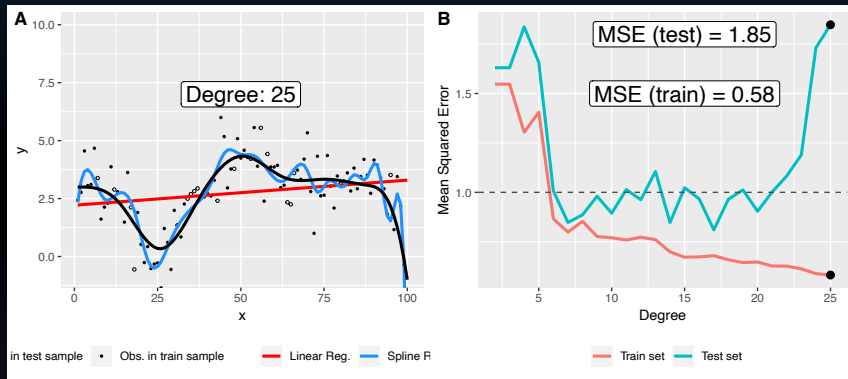 A
10.0
7.5
5.0
2.5
0.0
y
Degree: 25
0
25
50
75
100
x
in test sample
Obs. in train sample
Linear Reg.
Spline R
B
MSE (test) = 1.85
MSE (train) = 0.58
1.5
1.0
Mean Squared Error
5
10
15
20
25
Degree
Train set
Test set